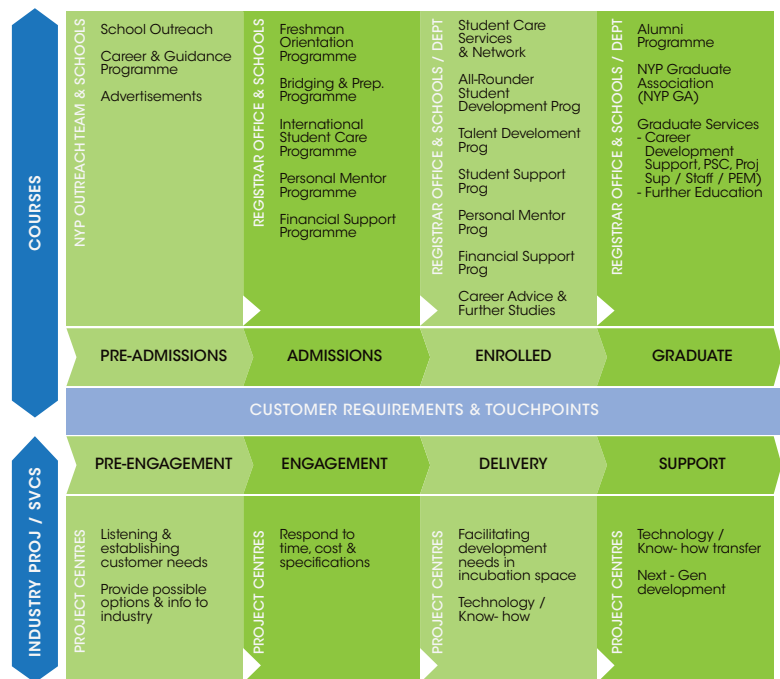 COURSES
NYP OUTREACH TEAM & SCHOOLS
School Outreach
Career & Guidance
Programme
Advertisements
REGISTRAR OFFICE & SCHOOLS
Freshman
Orientation
Programme
Bridging & Prep.
Programme
International
Student Care
Programme
Personal Mentor
Programme
Financial Support
Programme
REGISTRAR OFFICE & SCHOOLS / DEPT
Student Care
Services
& Network
All-Rounder
Student
Development Prog
Talent Develoment
Prog
Student Support
Prog
Personal Mentor
Prog
Financial Support
Prog
Career Advice &
Further Studies
REGISTRAR OFFICE & SCHOOLS / DEPT
Alumni
Programme
NYP Graduate
Association
(NYP GA)
Graduate Services
- Career
Development
Support, PSC, Proj
Sup / Staff / PEM)
- Further Education
PRE-ADMISSIONS
ADMISSIONS
ENROLLED
GRADUATE
CUSTOMER REQUIREMENTS & TOUCHPOINTS
INDUSTRY PROJ / SVCS
PRE-ENGAGEMENT
ENGAGEMENT
DELIVERY
SUPPORT
PROJECT CENTRES
Listening &
establishing
customer needs
Provide possible
options & info to
industry
PROJECT CENTRES
Respond to
time, cost &
specifications
PROJECT CENTRES
Facilitating
development
needs in
incubation space
Technology /
Know- how
PROJECT CENTRES
Technology /
Know- how transfer
Next - Gen
development